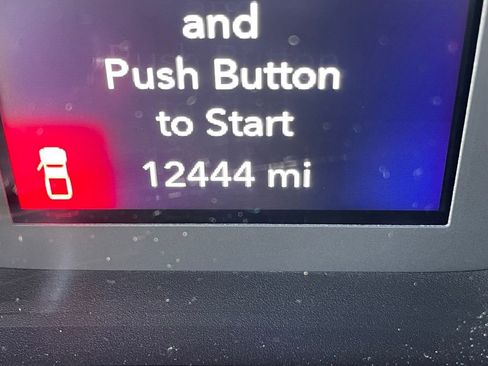 and
Push Button
to Start
12444 mi